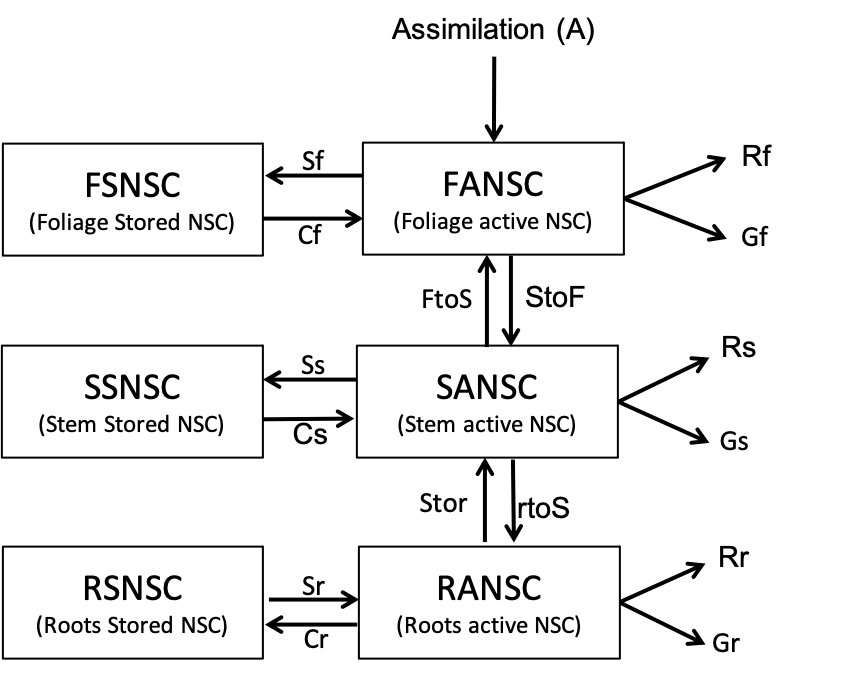 Assimilation (A)
FSNSC
(Foliage Stored NSC)
Sf
Cf
FANSC
(Foliage active NSC)
Rf
Gf
FtoS
StoF
SSNSC
(Stem Stored NSC)
Ss
Cs
SANSC
(Stem active NSC)
Rs
Gs
Stor
rtoS
RSNSC
(Roots Stored NSC)
Sr
Cr
RANSC
(Roots active NSC)
Rr
Gr